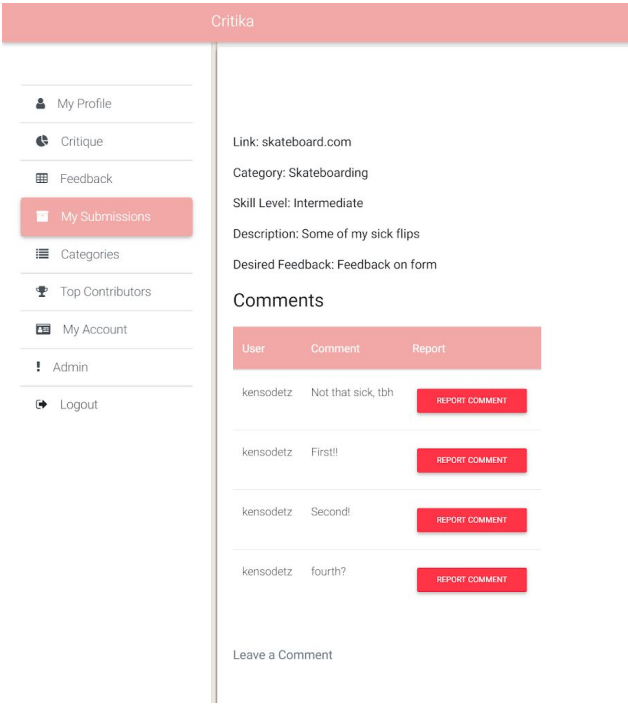 Critika
My Profile
Critique
Feedback
My Submissions
Categories
Top Contributors
My Account
Admin
Logout
Link: skateboard.com
Category: Skateboarding
Skill Level: Intermediate
Description: Some of my sick flips
Desired Feedback: Feedback on form
Comments
User Comment Report
kensodetz Not that sick, tbh REPORT COMMENT
kensodetz First!! REPORT COMMENT
kensodetz Second! REPORT COMMENT
kensodetz fourth? REPORT COMMENT
Leave a Comment